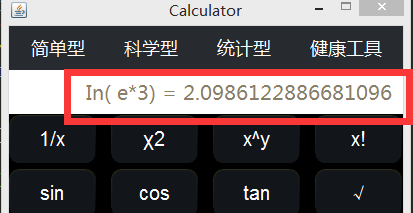 Calculator
简单型 科学型 统计型 健康工具
In( e*3) = 2.0986122886681096
1/x χ2 x^y x!
sin cos tan √